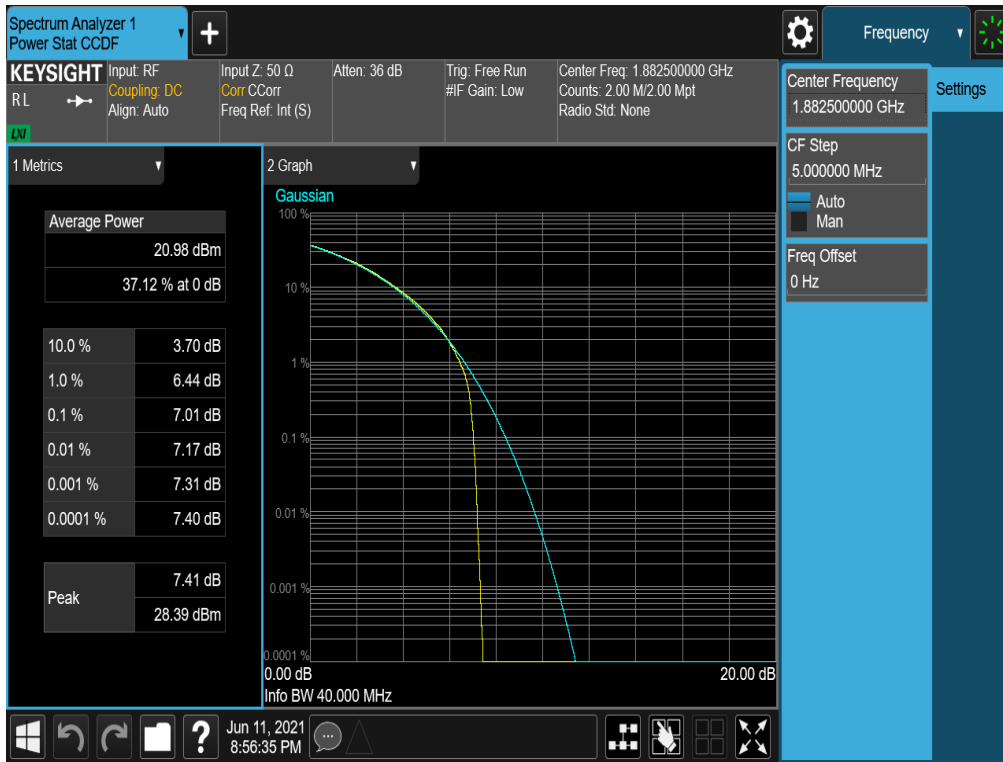 Spectrum Analyzer 1
Power Stat CCDF
+
Frequency
KEYSIGHT
RL
LXI
Input: RF
Coupling: DC
Align: Auto
Input Z: 50 Ω
Corr CCorr
Freq Ref: Int (S)
Atten: 36 dB
Trig: Free Run
#IF Gain: Low
Center Freq: 1.882500000 GHz
Counts: 2.00 M/2.00 Mpt
Radio Std: None
Center Frequency
1.882500000 GHz
Settings
CF Step
5.000000 MHz
Auto
Man
Freq Offset
0 Hz
1 Metrics
Average Power
20.98 dBm
37.12 % at 0 dB
10.0 % 3.70 dB
1.0 % 6.44 dB
0.1 % 7.01 dB
0.01 % 7.17 dB
0.001 % 7.31 dB
0.0001 % 7.40 dB
Peak
7.41 dB
28.39 dBm
2 Graph
Gaussian
100 %
10 %
1 %
0.1 %
0.01 %
0.001 %
0.0001 %
0.00 dB 20.00 dB
Info BW 40.000 MHz
?
Jun 11, 2021
8:56:35 PM